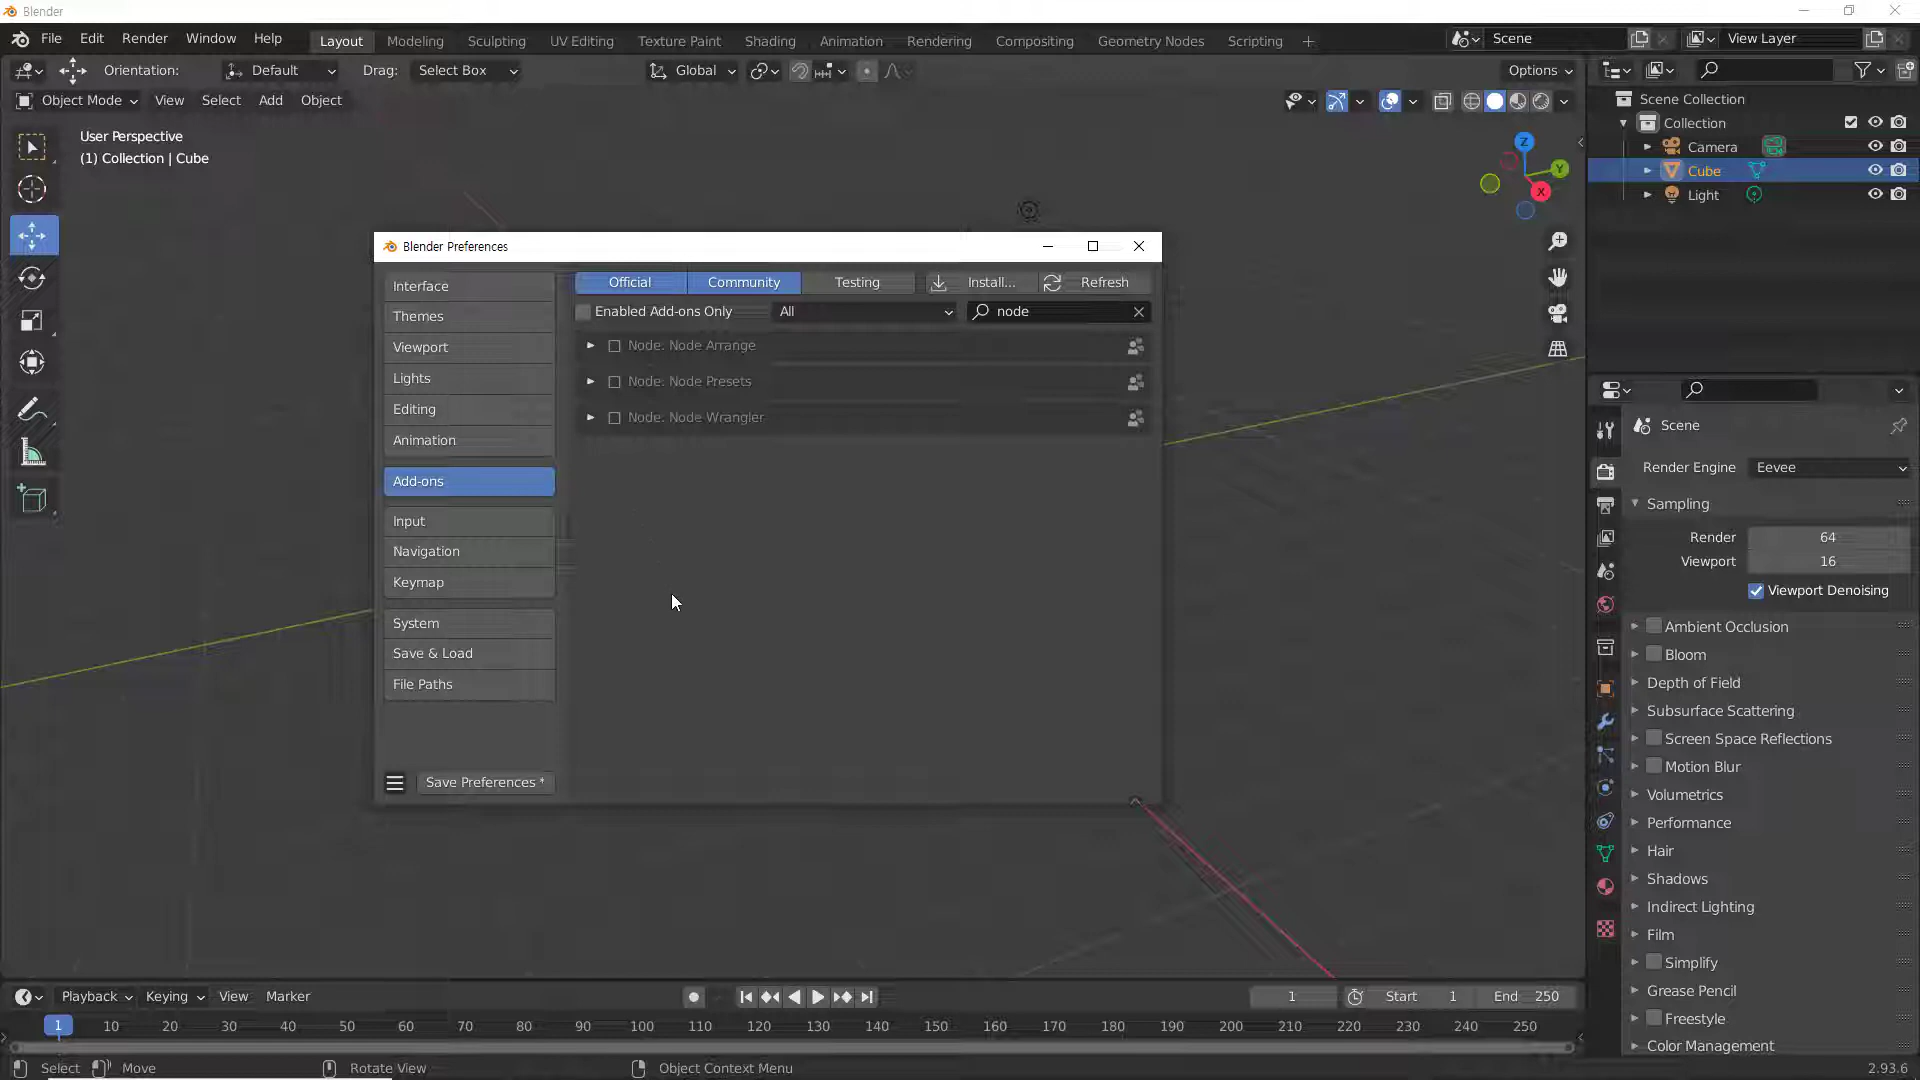 Blender
File Edit Render Window Help Layout Modeling Sculpting UV Editing Texture Paint Shading Animation Rendering Compositing Geometry Nodes Scripting + Scene View Layer
Orientation: Default Drag: Select Box Global Options
Object Mode View Select Add Object
User Perspective
(1) Collection | Cube
Z
Y
X
Scene Collection
Collection
Camera
Cube
Light
Blender Preferences
Interface
Themes
Viewport
Lights
Editing
Animation
Add-ons
Input
Navigation
Keymap
System
Save & Load
File Paths
Save Preferences *
Official Community Testing Install... Refresh
Enabled Add-ons Only All node
Node: Node Arrange
Node: Node Presets
Node: Node Wrangler
Scene
Render Engine Eevee
Sampling
Render 64
Viewport 16
Viewport Denoising
Ambient Occlusion
Bloom
Depth of Field
Subsurface Scattering
Screen Space Reflections
Motion Blur
Volumetrics
Performance
Hair
Shadows
Indirect Lighting
Film
Simplify
Grease Pencil
Freestyle
Color Management
Playback Keying View Marker 1 Start 1 End 250
1 10 20 30 40 50 60 70 80 90 100 110 120 130 140 150 160 170 180 190 200 210 220 230 240 250
Select Move Rotate View Object Context Menu 2.93.6